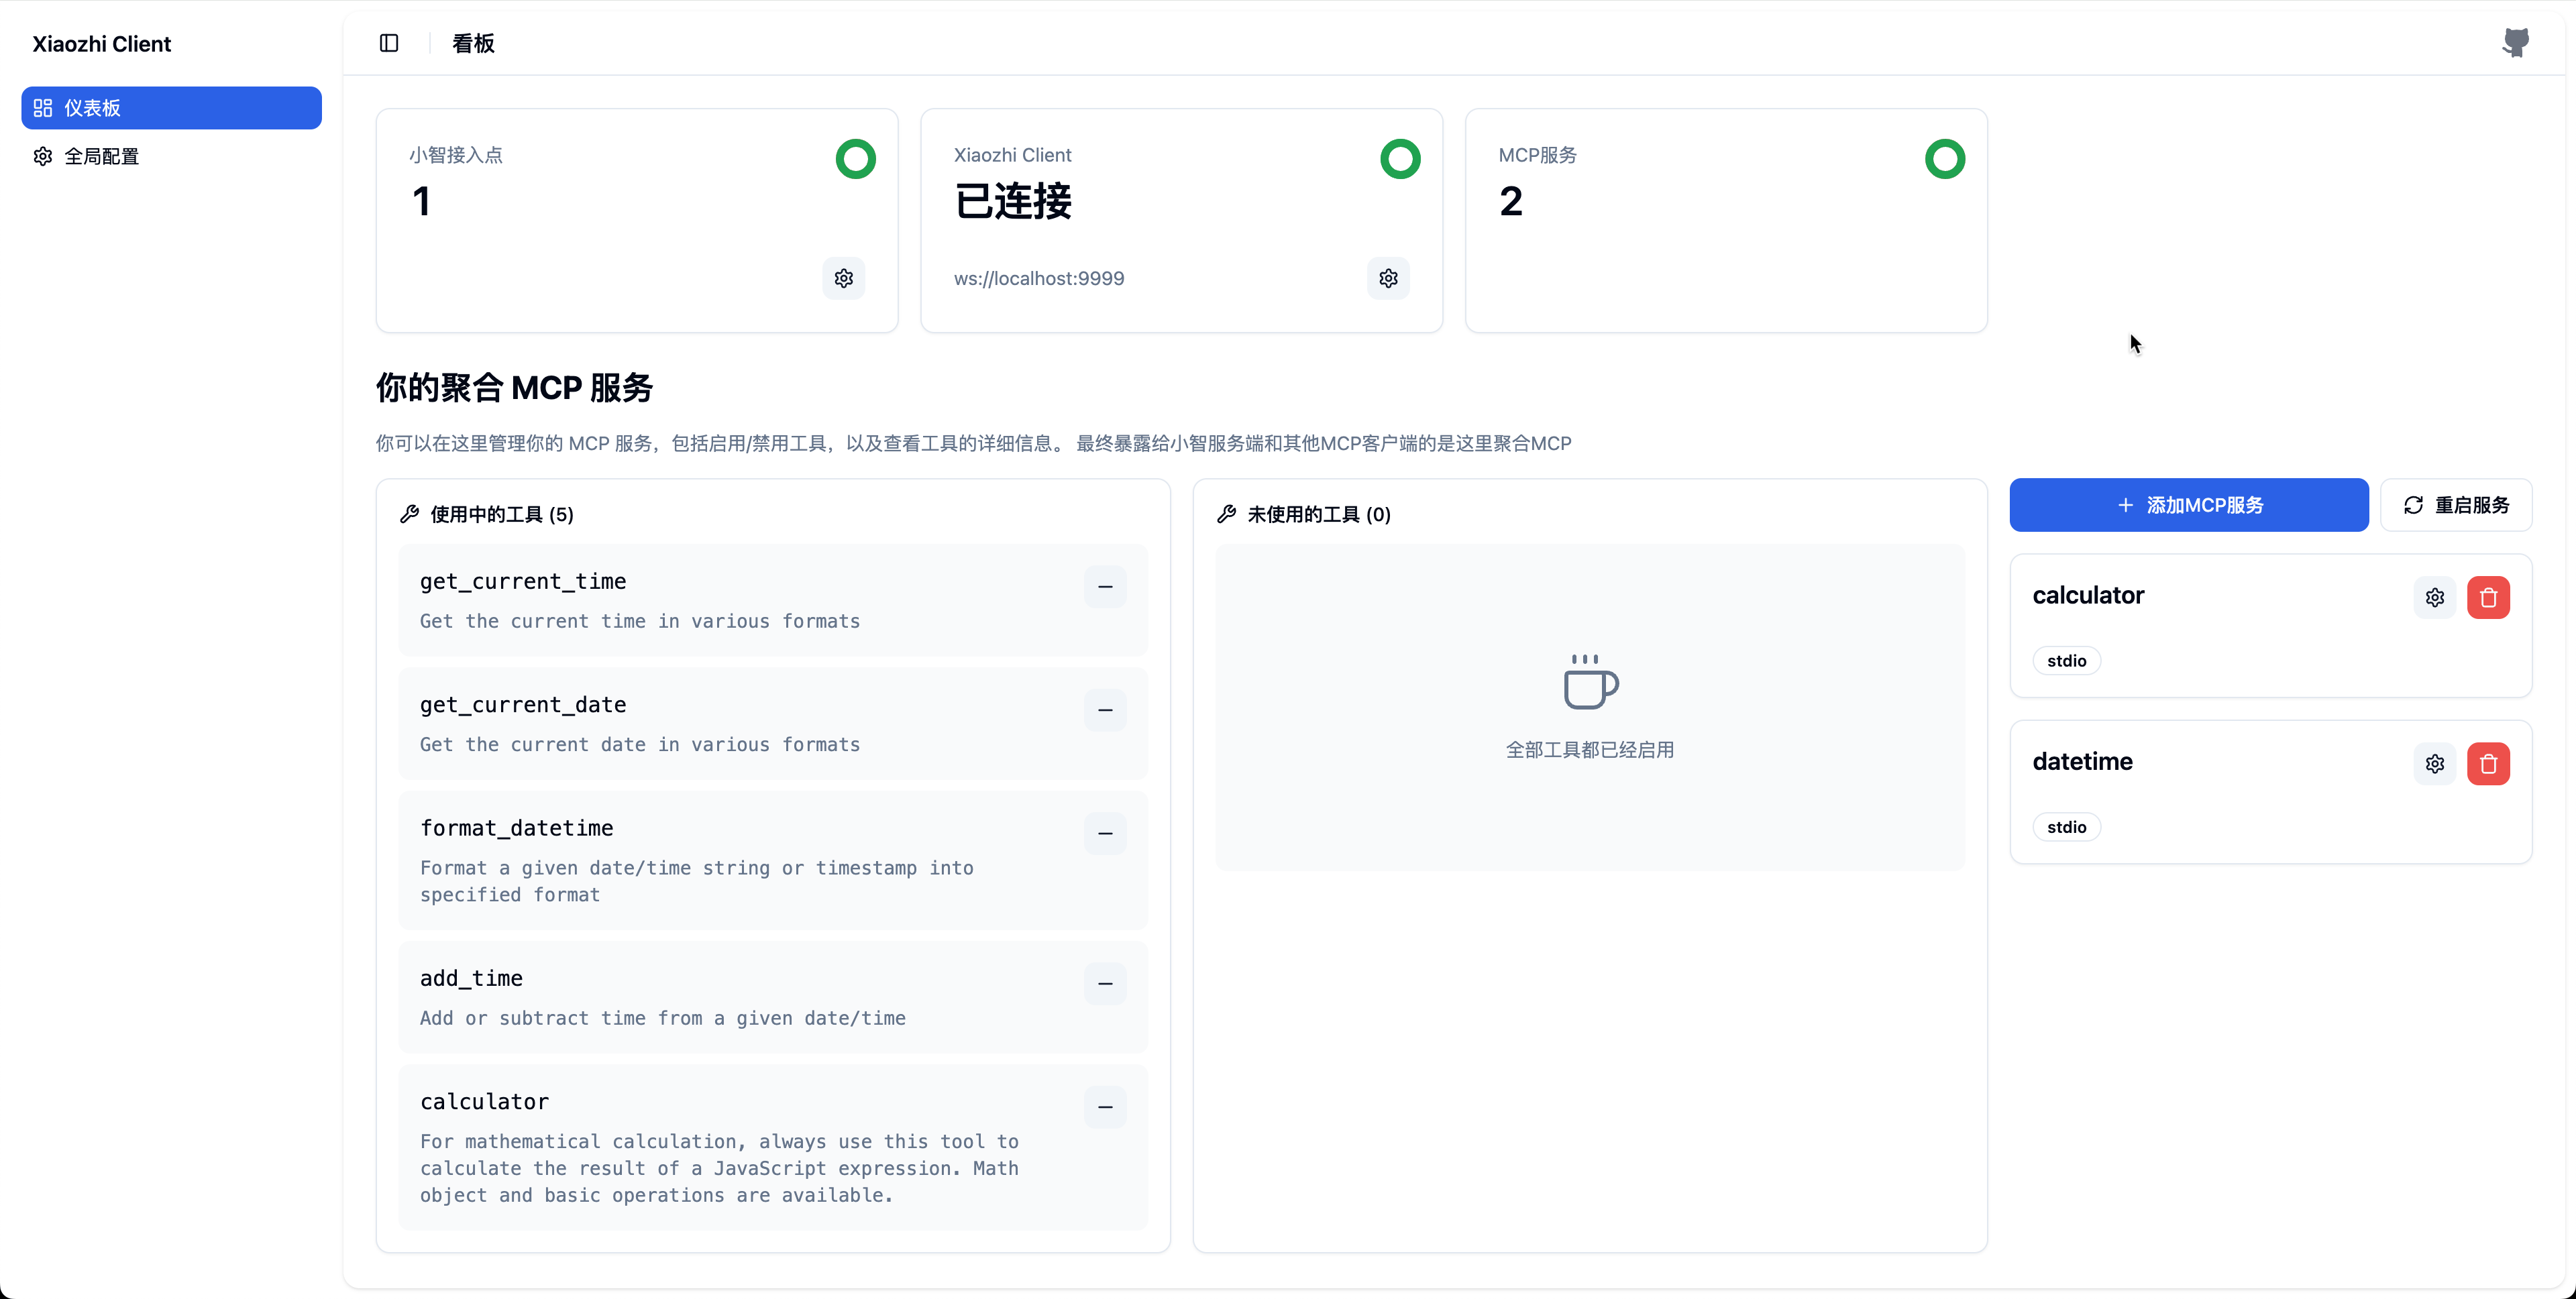 Xiaozhi Client
仪表板
全局配置
看板
小智接入点
1
Xiaozhi Client
已连接
ws://localhost:9999
MCP服务
2
你的聚合 MCP 服务
你可以在这里管理你的 MCP 服务，包括启用/禁用工具，以及查看工具的详细信息。 最终暴露给小智服务端和其他MCP客户端的是这里聚合MCP
使用中的工具 (5)
get_current_time
Get the current time in various formats
get_current_date
Get the current date in various formats
format_datetime
Format a given date/time string or timestamp into
specified format
add_time
Add or subtract time from a given date/time
calculator
For mathematical calculation, always use this tool to
calculate the result of a JavaScript expression. Math
object and basic operations are available.
未使用的工具 (0)
全部工具都已经启用
添加MCP服务
重启服务
calculator
stdio
datetime
stdio